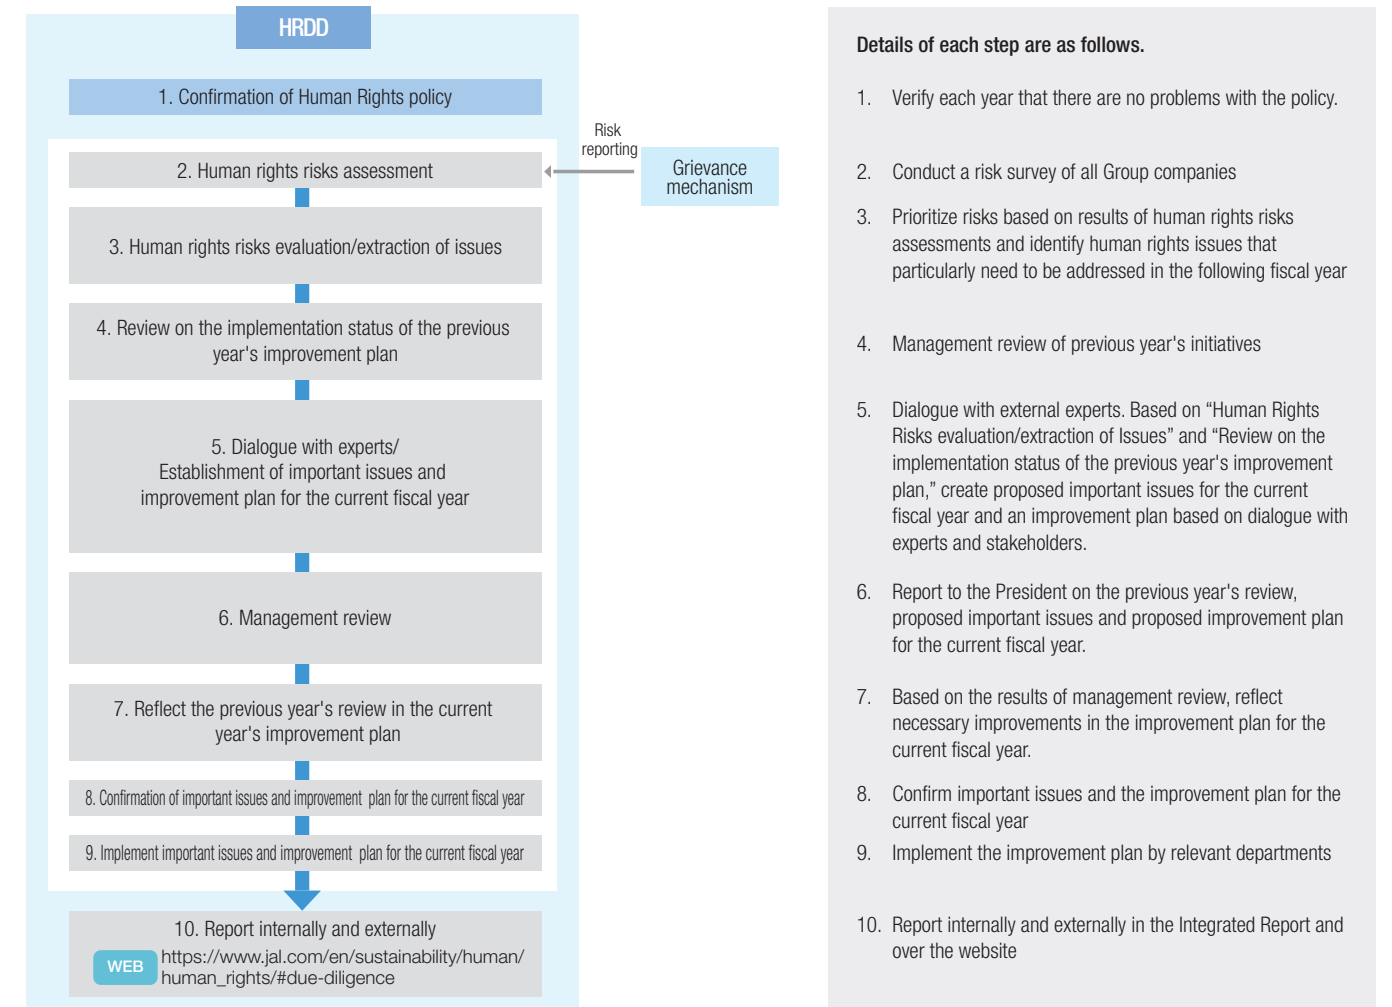 HRDD
1. Confirmation of Human Rights policy
2. Human rights risks assessment
Risk
reporting
Grievance
mechanism
3. Human rights risks evaluation/extraction of issues
4. Review on the implementation status of the previous
year's improvement plan
5. Dialogue with experts/
Establishment of important issues and
improvement plan for the current fiscal year
6. Management review
7. Reflect the previous year's review in the current
year's improvement plan
8. Confirmation of important issues and improvement plan for the current fiscal year
9. Implement important issues and improvement plan for the current fiscal year
10. Report internally and externally
WEB
https://www.jal.com/en/sustainability/human/
human_rights/#due-diligence
Details of each step are as follows.
1. Verify each year that there are no problems with the policy.
2. Conduct a risk survey of all Group companies
3. Prioritize risks based on results of human rights risks
assessments and identify human rights issues that
particularly need to be addressed in the following fiscal year
4. Management review of previous year's initiatives
5. Dialogue with external experts. Based on “Human Rights
Risks evaluation/extraction of Issues” and “Review on the
implementation status of the previous year's improvement
plan,” create proposed important issues for the current
fiscal year and an improvement plan based on dialogue with
experts and stakeholders.
6. Report to the President on the previous year's review,
proposed important issues and proposed improvement plan
for the current fiscal year.
7. Based on the results of management review, reflect
necessary improvements in the improvement plan for the
current fiscal year.
8. Confirm important issues and the improvement plan for the
current fiscal year
9. Implement the improvement plan by relevant departments
10. Report internally and externally in the Integrated Report and
over the website